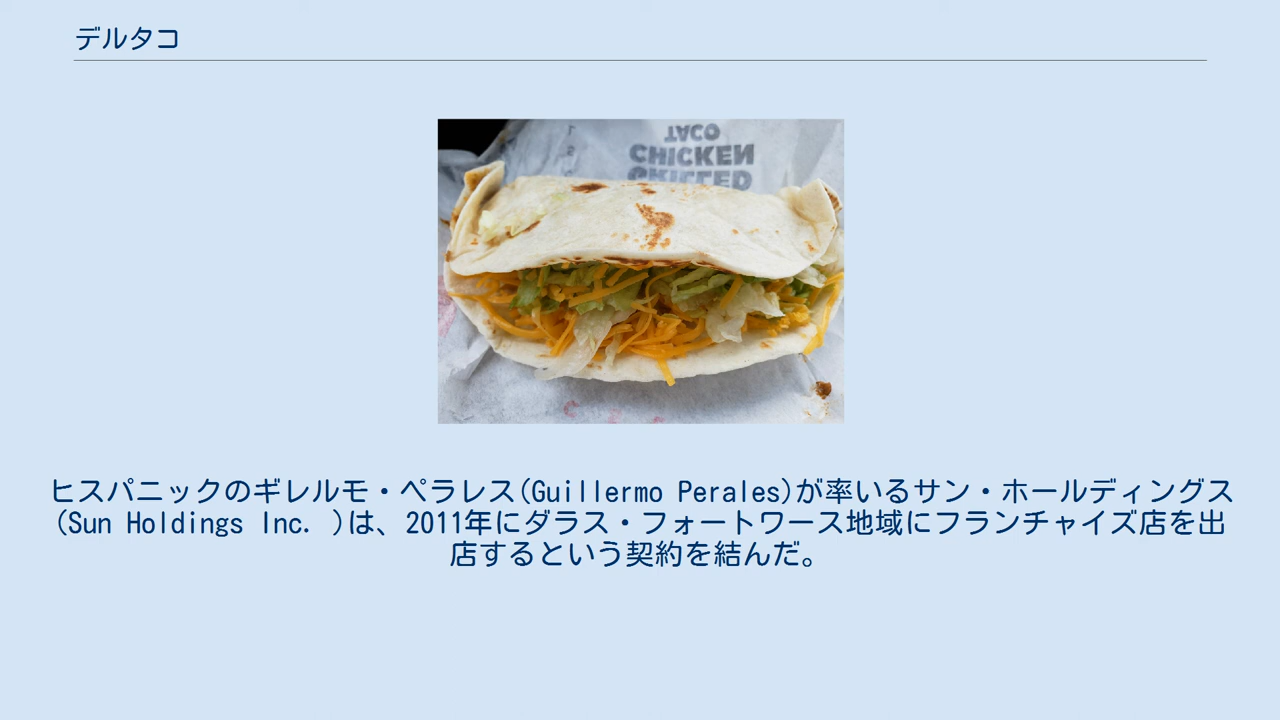 デルタコ
TACO
CHICKEN
GRILLED
ヒスパニックのギレルモ・ペラレス(Guillermo Perales)が率いるサン・ホールディングス
(Sun Holdings Inc. )は、2011年にダラス・フォートワース地域にフランチャイズ店を出
店するという契約を結んだ。